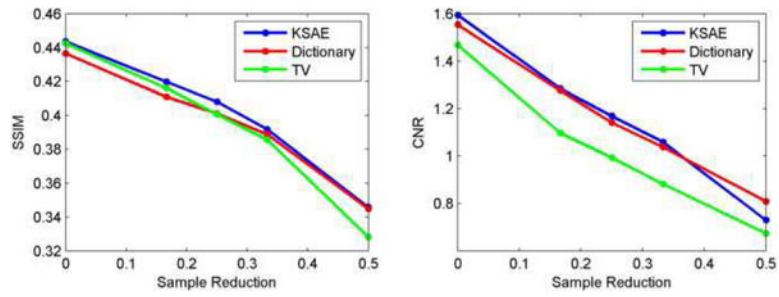 0.46
0.44
0.42
0.4
0.38
0.36
0.34
0.32
SSIM
0 0.1 0.2 0.3 0.4 0.5
Sample Reduction
KSAE
Dictionary
TV
1.6
1.4
1.2
1
0.8
CNR
0 0.1 0.2 0.3 0.4 0.5
Sample Reduction
KSAE
Dictionary
TV